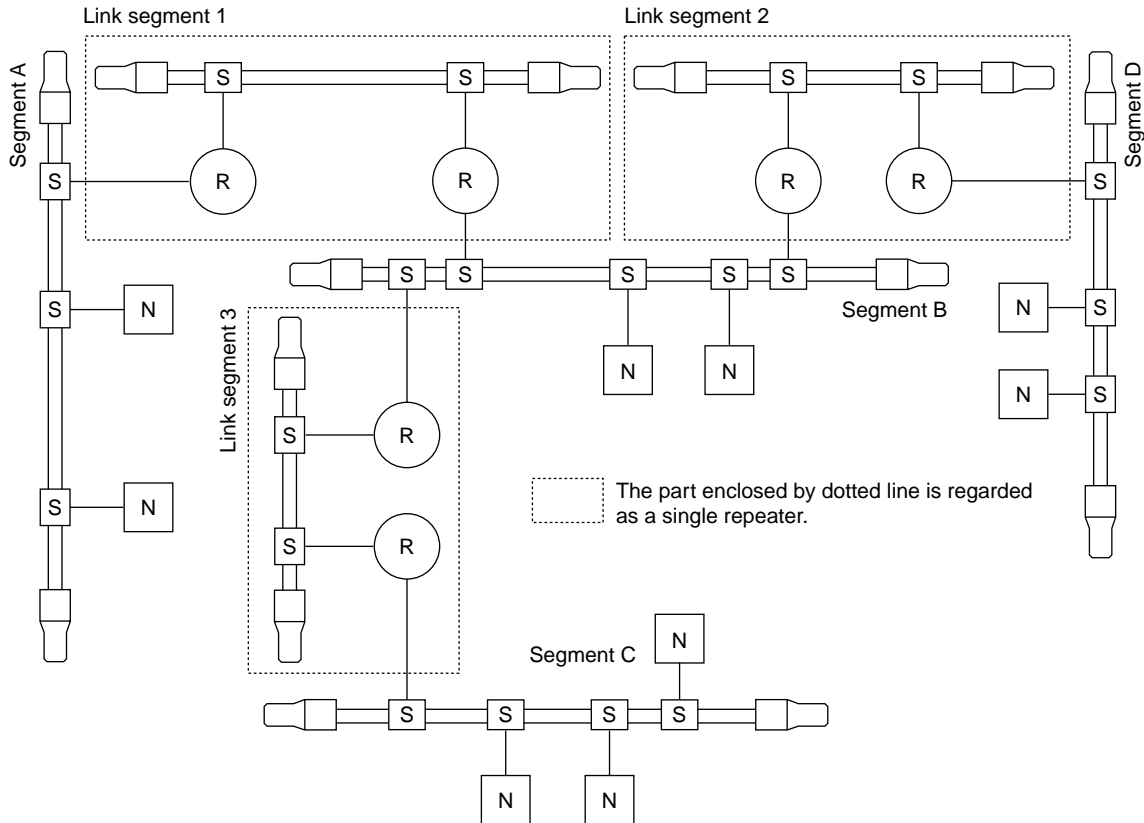 Link segment 1
Link segment 2
Segment A
Segment D
S
S
S
S
S
R
R
R
R
S
S
S
S
S
S
S
Segment B
S
N
N
S
N
N
N
S
Link segment 3
S
R
S
N
The part enclosed by dotted line is regarded
as a single repeater.
S
R
N
Segment C
S
S
S
S
N
N